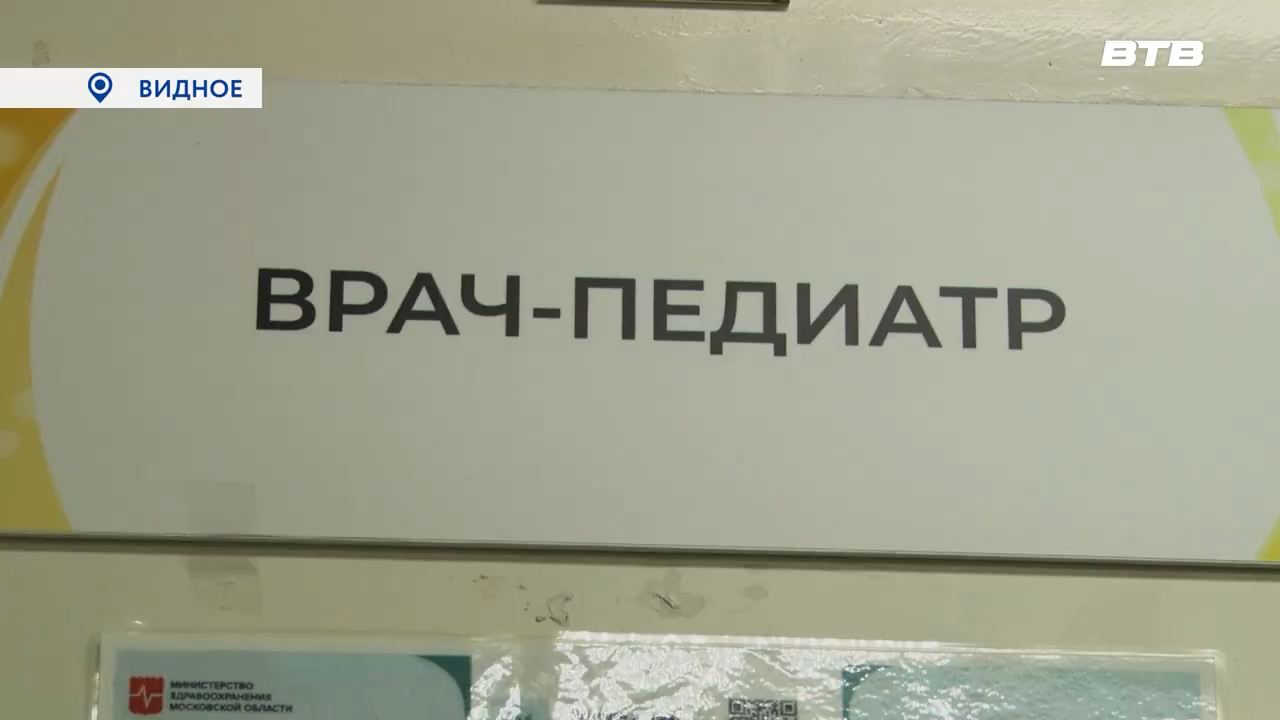 ВТВ
ВИДНОЕ
ВРАЧ-ПЕДИАТР
МИНИСТЕРСТВО
ЗДРАВООХРАНЕНИЯ
МОСКОВСКОЙ ОБЛАСТИ